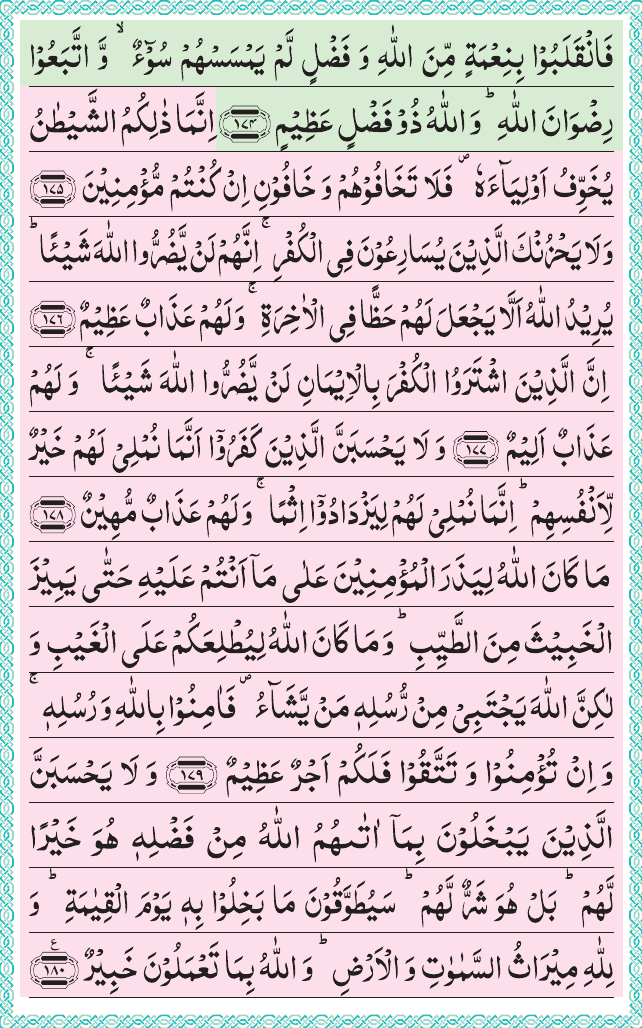 فَانْقَلَبُوْا بِنِعْمَةٍ مِّنَ اللّٰهِ وَ فَضْلٍ لَّمْ یَمْسَسْهُمْ سُوْٓءٌ ۙ وَّ اتَّبَعُوْا
رِضْوَانَ اللّٰهِ ؕ وَ اللّٰهُ ذُوْ فَضْلٍ عَظِیْمٍ ﴿۱۷۴﴾ اِنَّمَا ذٰلِكُمُ الشَّیْطٰنُ
یُخَوِّفُ اَوْلِیَآءَهٗ ۪ فَلَا تَخَافُوْهُمْ وَ خَافُوْنِ اِنْ كُنْتُمْ مُّؤْمِنِیْنَ ﴿۱۷۵﴾
وَ لَا یَحْزُنْكَ الَّذِیْنَ یُسَارِعُوْنَ فِی الْكُفْرِ ۚ اِنَّهُمْ لَنْ یَّضُرُّوا اللّٰهَ شَیْئًا ؕ
یُرِیْدُ اللّٰهُ اَلَّا یَجْعَلَ لَهُمْ حَظًّا فِی الْاٰخِرَةِ ۚ وَ لَهُمْ عَذَابٌ عَظِیْمٌ ﴿۱۷۶﴾
اِنَّ الَّذِیْنَ اشْتَرَوُا الْكُفْرَ بِالْاِیْمَانِ لَنْ یَّضُرُّوا اللّٰهَ شَیْئًا ۚ وَ لَهُمْ
عَذَابٌ اَلِیْمٌ ﴿۱۷۷﴾ وَ لَا یَحْسَبَنَّ الَّذِیْنَ كَفَرُوْۤا اَنَّمَا نُمْلِیْ لَهُمْ خَیْرٌ
لِّاَنْفُسِهِمْ ؕ اِنَّمَا نُمْلِیْ لَهُمْ لِیَزْدَادُوْۤا اِثْمًا ۚ وَ لَهُمْ عَذَابٌ مُّهِیْنٌ ﴿۱۷۸﴾
مَا كَانَ اللّٰهُ لِیَذَرَ الْمُؤْمِنِیْنَ عَلٰی مَاۤ اَنْتُمْ عَلَیْهِ حَتّٰی یَمِیْزَ
الْخَبِیْثَ مِنَ الطَّیِّبِ ؕ وَ مَا كَانَ اللّٰهُ لِیُطْلِعَكُمْ عَلَی الْغَیْبِ وَ
لٰكِنَّ اللّٰهَ یَجْتَبِیْ مِنْ رُّسُلِهٖ مَنْ یَّشَآءُ ۪ فَاٰمِنُوْا بِاللّٰهِ وَ رُسُلِهٖ ۚ
وَ اِنْ تُؤْمِنُوْا وَ تَتَّقُوْا فَلَكُمْ اَجْرٌ عَظِیْمٌ ﴿۱۷۹﴾ وَ لَا یَحْسَبَنَّ
الَّذِیْنَ یَبْخَلُوْنَ بِمَاۤ اٰتٰىهُمُ اللّٰهُ مِنْ فَضْلِهٖ هُوَ خَیْرًا
لَّهُمْ ؕ بَلْ هُوَ شَرٌّ لَّهُمْ ؕ سَیُطَوَّقُوْنَ مَا بَخِلُوْا بِهٖ یَوْمَ الْقِیٰمَةِ ؕ وَ
لِلّٰهِ مِیْرَاثُ السَّمٰوٰتِ وَ الْاَرْضِ ؕ وَ اللّٰهُ بِمَا تَعْمَلُوْنَ خَبِیْرٌ ﴿۱۸۰﴾ ع